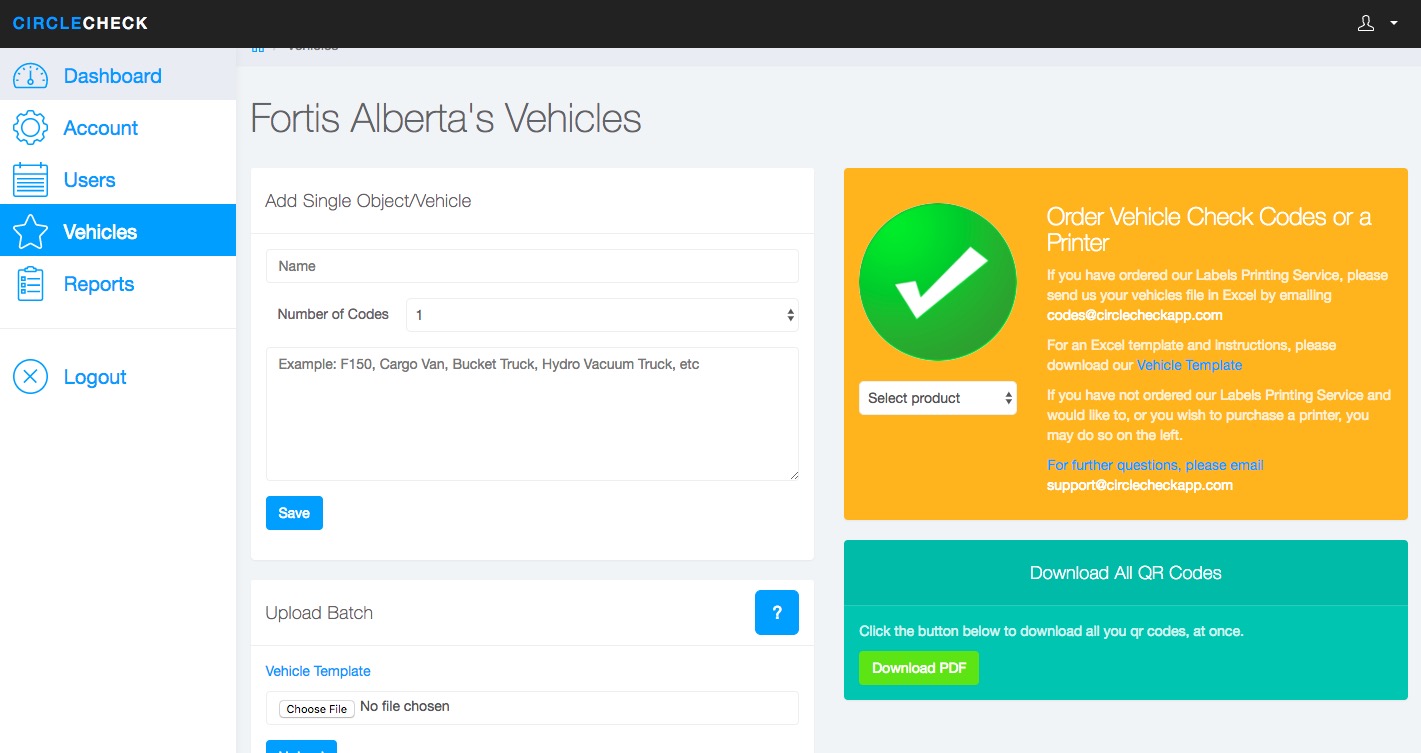 CIRCLECHECK
Vehicles
Dashboard
Account
Users
Vehicles
Reports
Logout
Fortis Alberta's Vehicles
Add Single Object/Vehicle
Name
Number of Codes
1
Example: F150, Cargo Van, Bucket Truck, Hydro Vacuum Truck, etc
Save
Upload Batch
?
Vehicle Template
Choose File No file chosen
Upload
Order Vehicle Check Codes or a
Printer
If you have ordered our Labels Printing Service, please
send us your vehicles file in Excel by emailing
codes@circlecheckapp.com
For an Excel template and instructions, please
download our Vehicle Template
If you have not ordered our Labels Printing Service and
would like to, or you wish to purchase a printer, you
may do so on the left.
For further questions, please email
support@circlecheckapp.com
Select product
Download All QR Codes
Click the button below to download all you qr codes, at once.
Download PDF